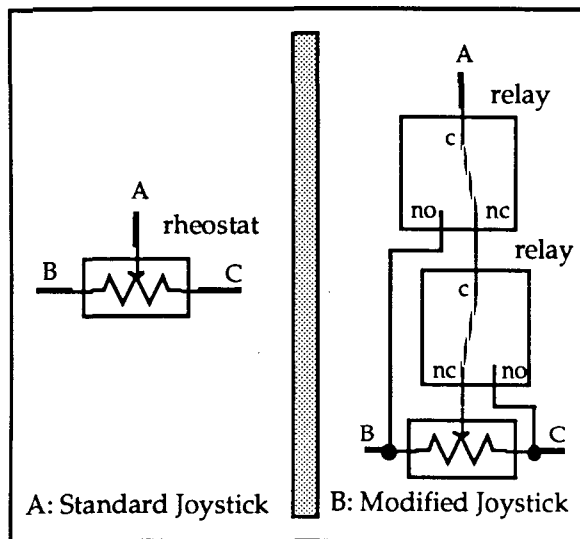 A
rheostat
B
C
A: Standard Joystick
A
relay
c
no
nc
relay
c
nc
no
B
C
B: Modified Joystick